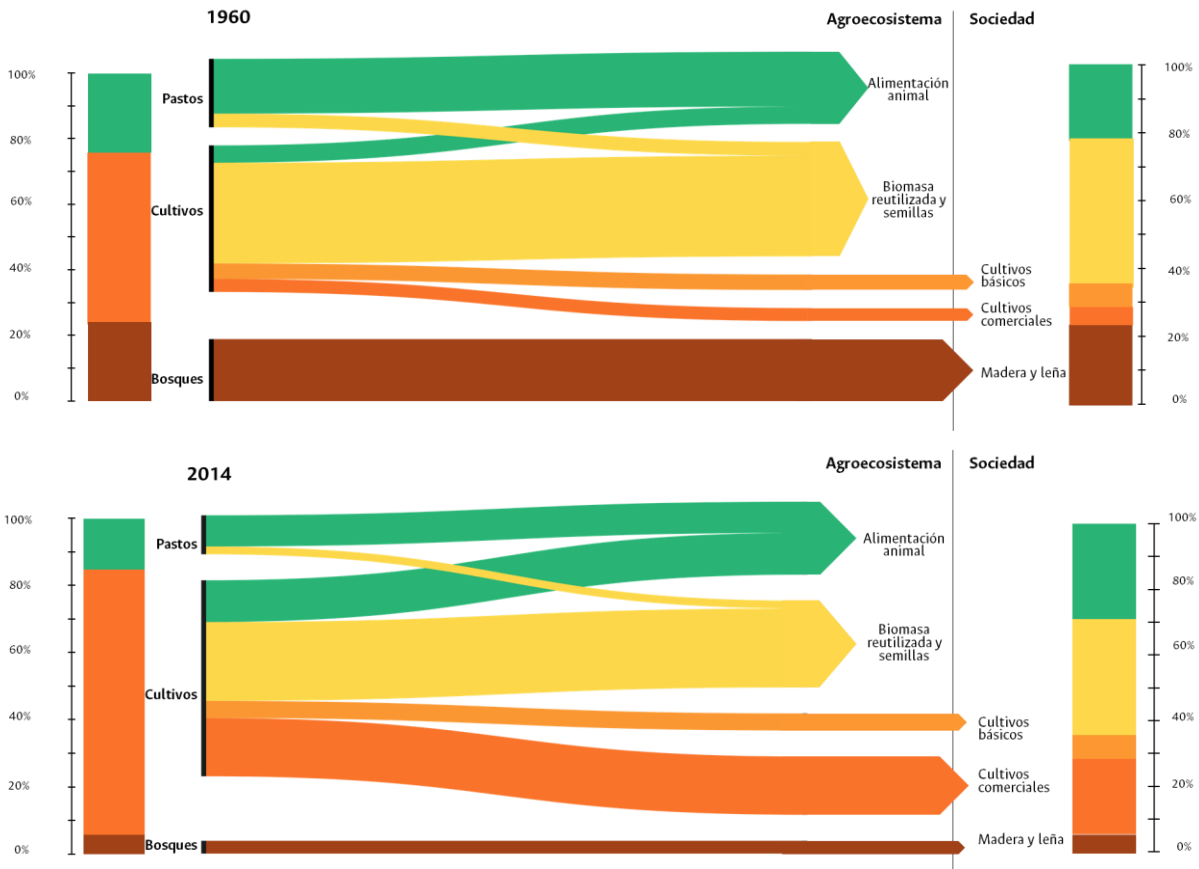 1960
Agroecosistema
Sociedad
100%
80%
60%
40%
20%
0%
Pastos
Cultivos
Bosques
Alimentación
animal
Biomasa
reutilizada y
semillas
Cultivos
básicos
Cultivos
comerciales
Madera y leña
100%
80%
60%
40%
20%
0%
2014
Agroecosistema
Sociedad
100%
80%
60%
40%
20%
0%
Pastos
Cultivos
Bosques
Alimentación
animal
Biomasa
reutilizada y
semillas
Cultivos
básicos
Cultivos
comerciales
Madera y leña
100%
80%
60%
40%
20%
0%